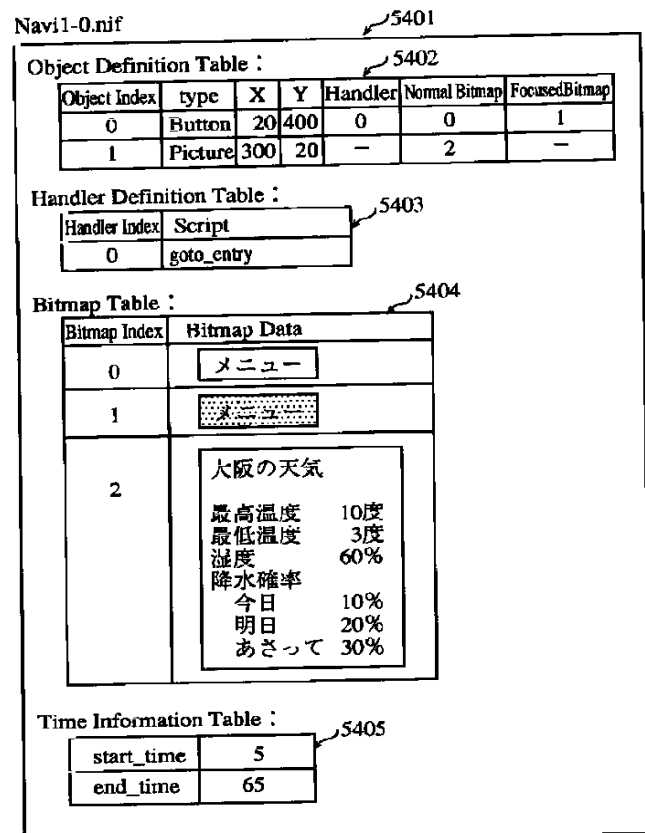 Navi1-0.nif
5401
Object Definition Table :
5402
Object Index type X Y Handler Normal Bitmap FocusedBitmap
0 Button 20 400 0 0 1
1 Picture 300 20 — 2 —
Handler Definition Table :
5403
Handler Index Script
0 goto_entry
Bitmap Table :
5404
Bitmap Index Bitmap Data
0 メニュー
1 メニュー
2
大阪の天気
最高温度 10度
最低温度 3度
湿度 60%
降水確率
今日 10%
明日 20%
あさって 30%
Time Information Table :
5405
start_time 5
end_time 65